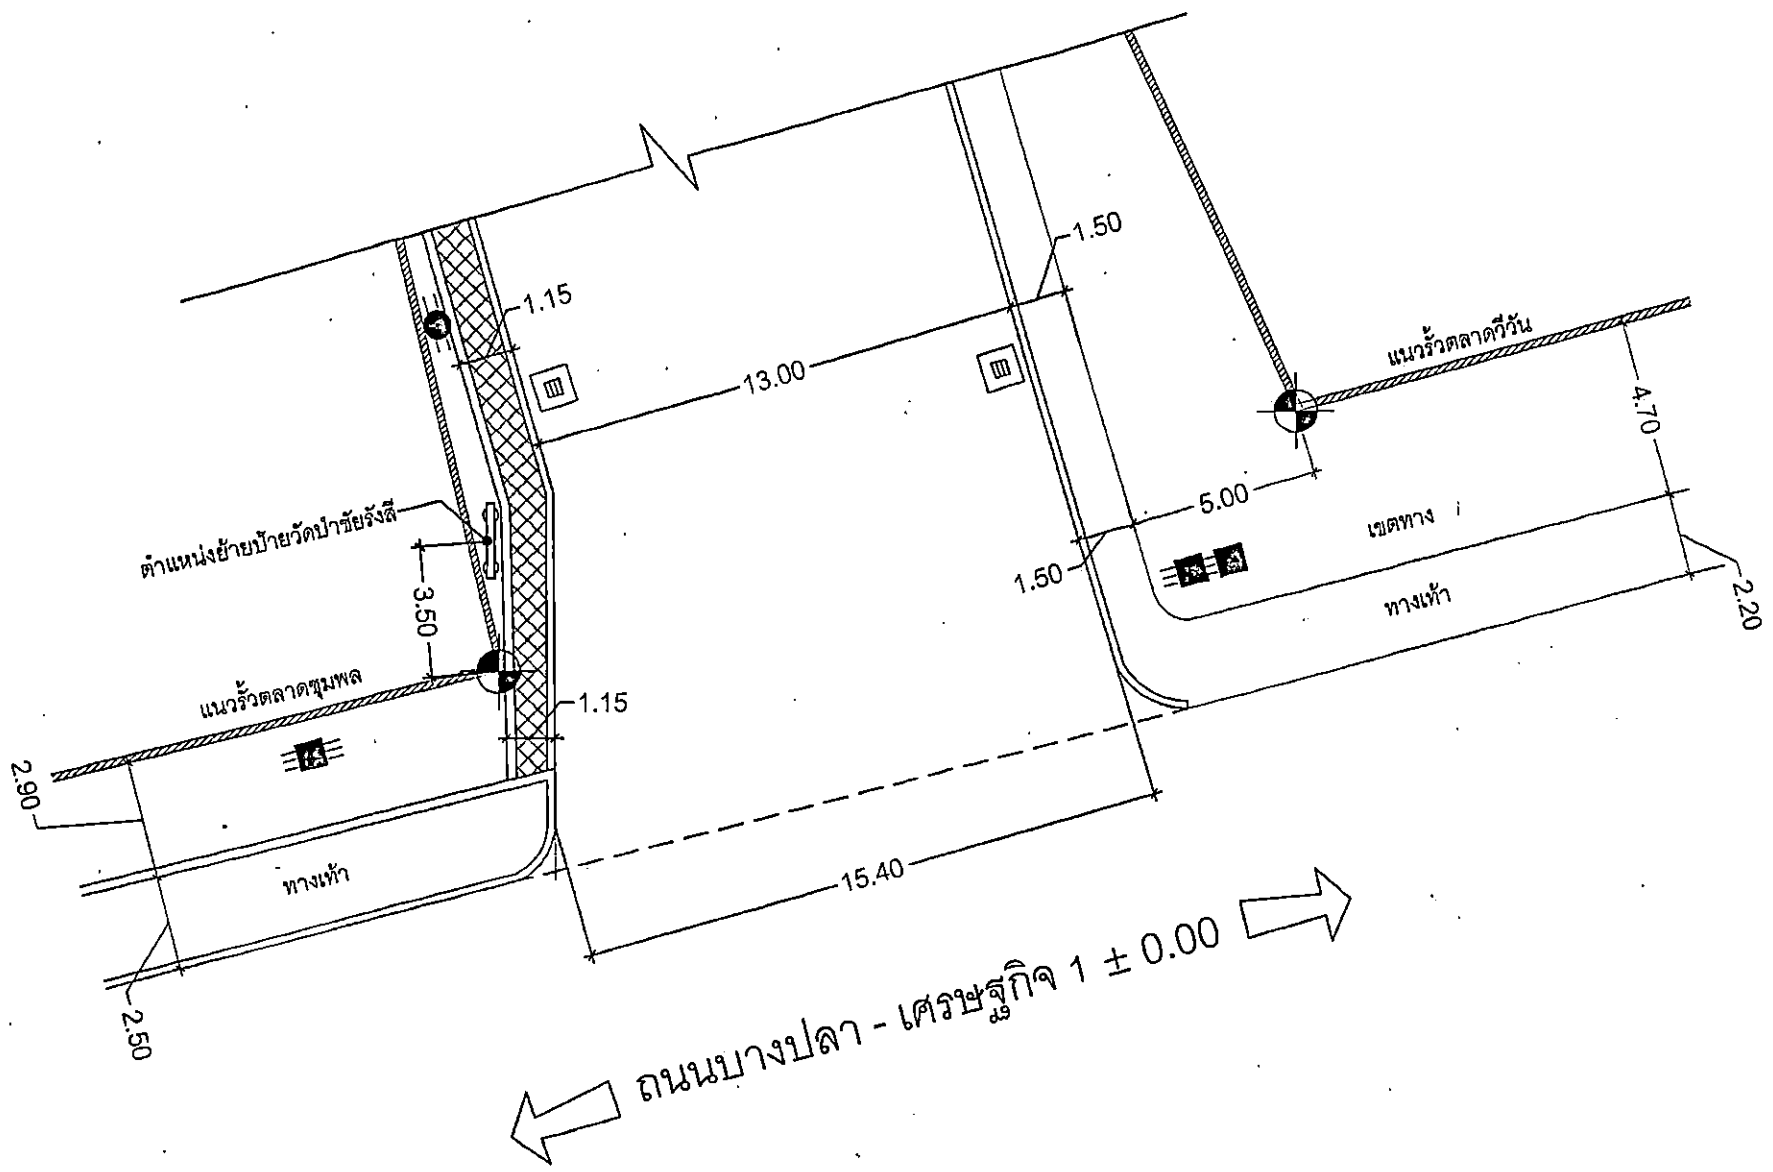 1.50
1.15
13.00
แนวรั้วตลาดวีวัน
4.70
5.00
เขตทาง
ตำแหน่งย้ายป้ายวัดป่าชัยรังสี
1.50
3.50
ทางเท้า
2.20
แนวรั้วตลาดชุมพล
1.15
2.90
ทางเท้า
15.40
2.50
ถนนบางปลา - เศรษฐกิจ 1 ± 0.00